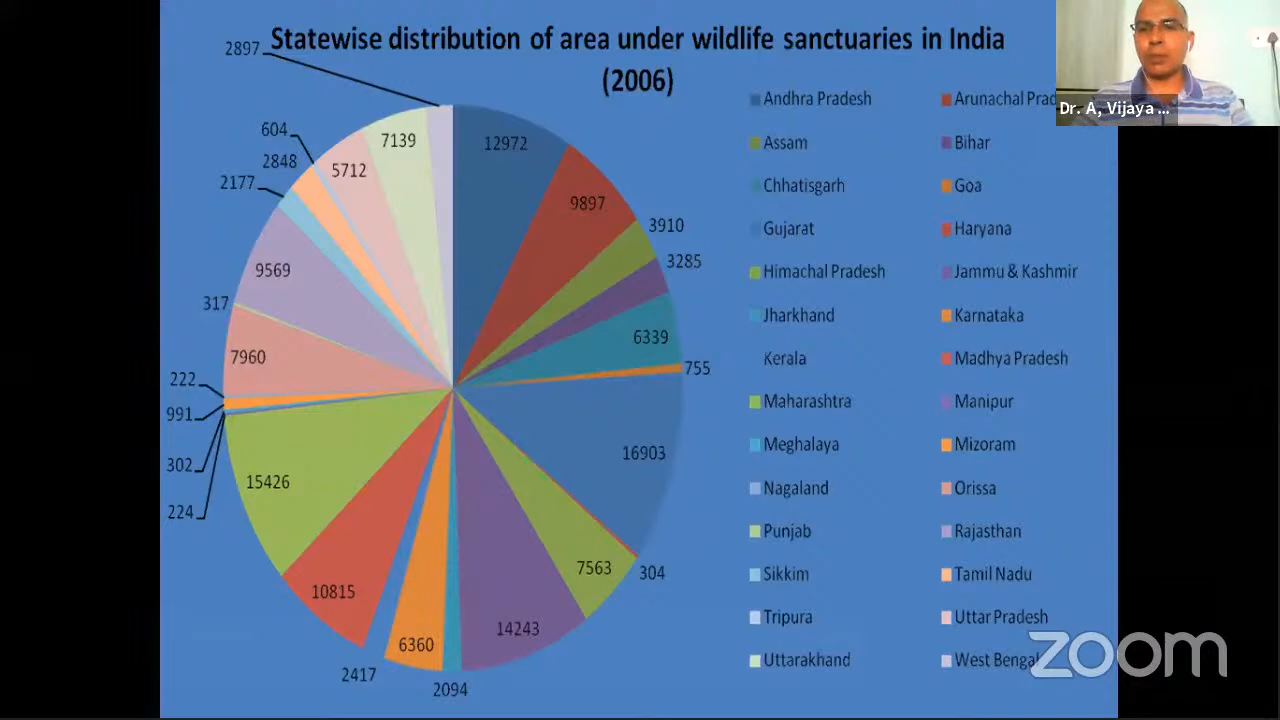 Statewise distribution of area under wildlife sanctuaries in India
(2006)
2897
604
2848
2177
5712
7139
12972
9897
3910
3285
6339
755
9569
317
7960
222
991
302
224
15426
16903
304
7563
14243
10815
6360
2417
2094
Andhra Pradesh
Arunachal Prad
Assam
Bihar
Chhatisgarh
Goa
Gujarat
Haryana
Himachal Pradesh
Jammu & Kashmir
Jharkhand
Karnataka
Kerala
Madhya Pradesh
Maharashtra
Manipur
Meghalaya
Mizoram
Nagaland
Orissa
Punjab
Rajasthan
Sikkim
Tamil Nadu
Tripura
Uttar Pradesh
Uttarakhand
West Bengal
Dr. A, Vijaya ...
zoom